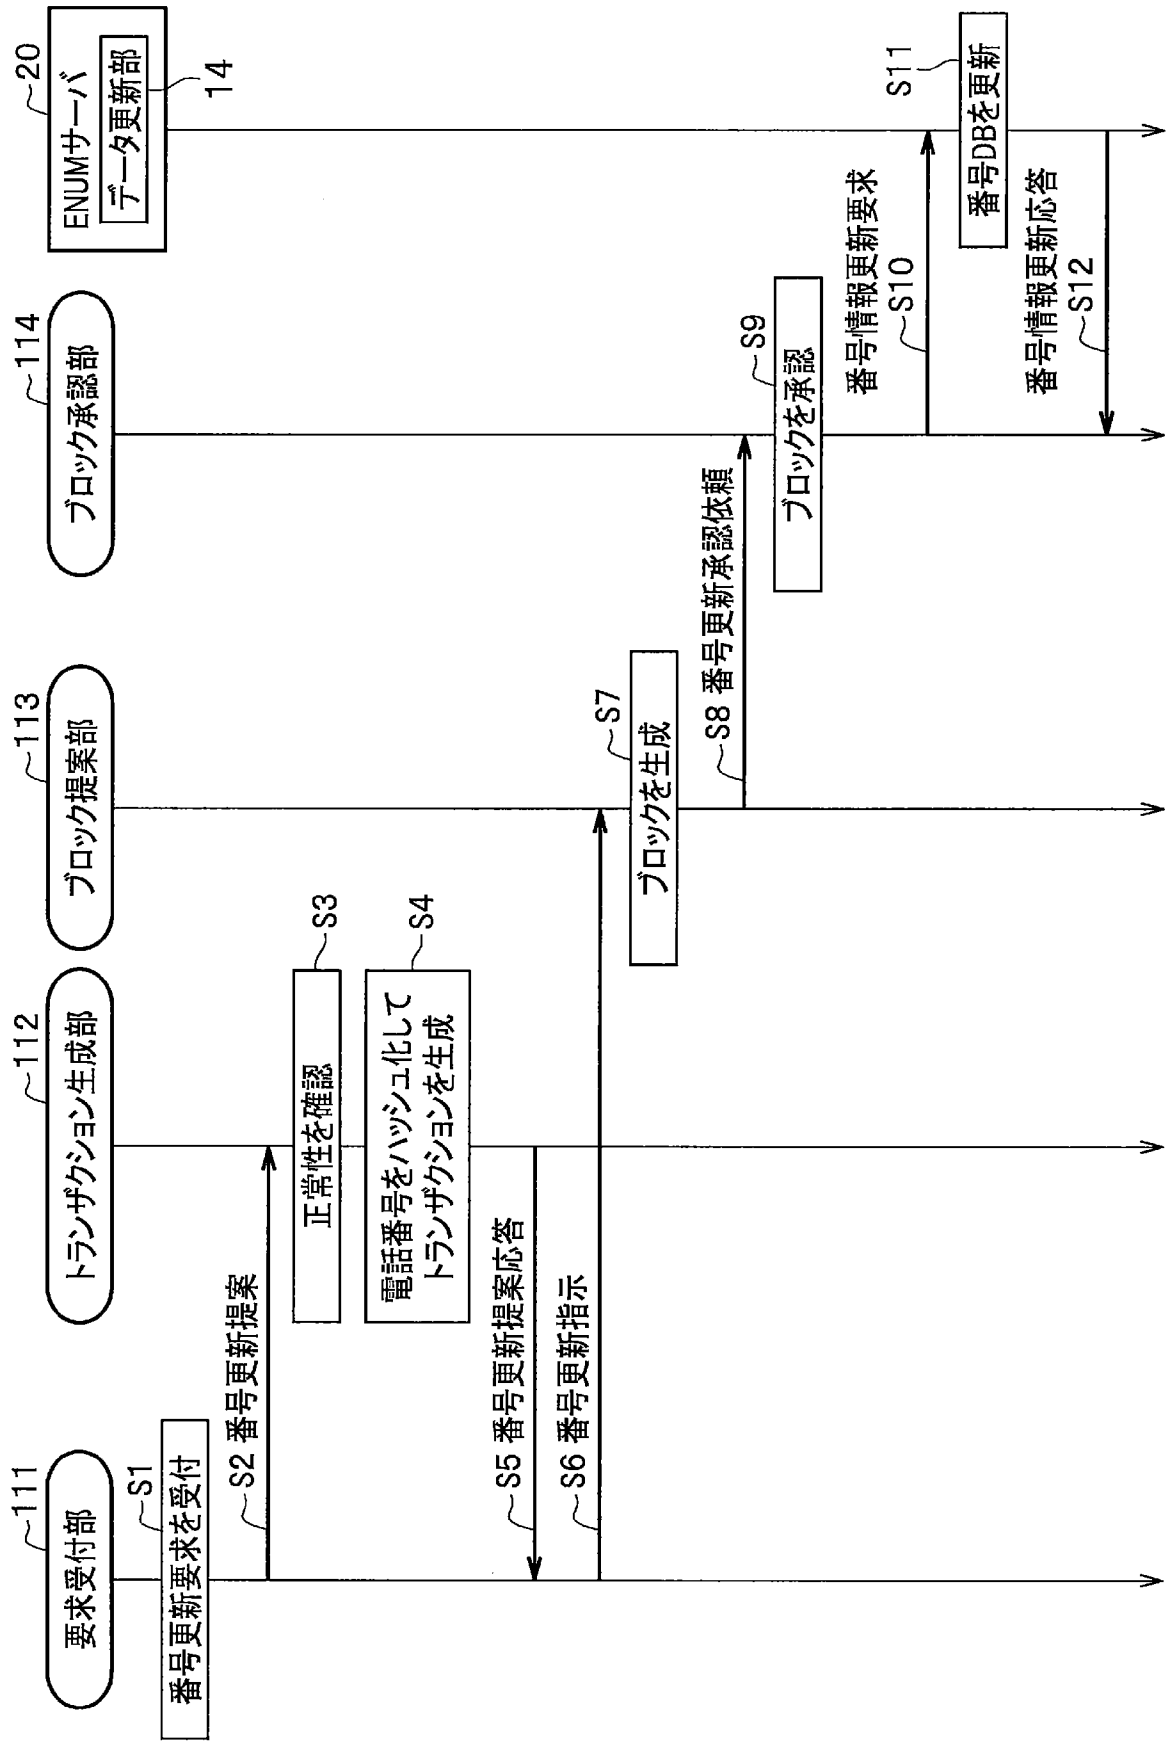 111
要求受付部
112
トランザクション生成部
113
ブロック提案部
114
ブロック承認部
20
ENUMサーバ
データ更新部
14
S1
番号更新要求を受付
S2 番号更新提案
S3
正常性を確認
S4
電話番号をハッシュ化して
トランザクションを生成
S5 番号更新提案応答
S6 番号更新指示
S7
ブロックを生成
S8 番号更新承認依頼
S9
ブロックを承認
番号情報更新要求
S10
S11
番号DBを更新
番号情報更新応答
S12